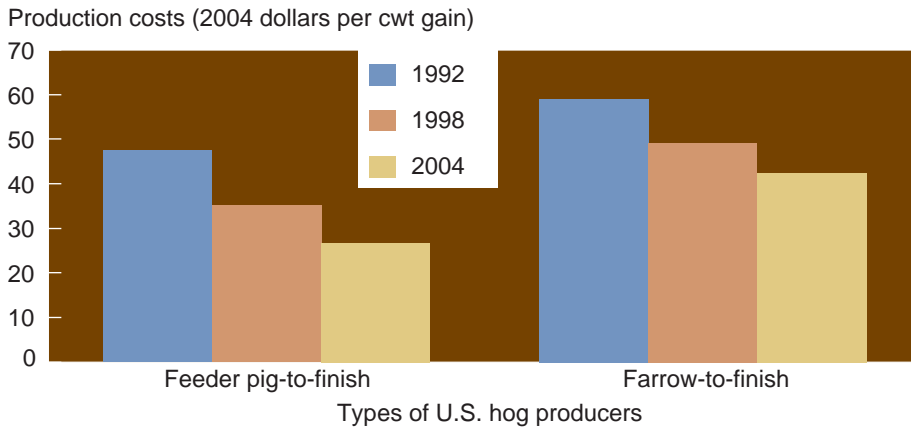 Production costs (2004 dollars per cwt gain)
70
60
50
40
30
20
10
0
1992
1998
2004
Feeder pig-to-finish
Farrow-to-finish
Types of U.S. hog producers